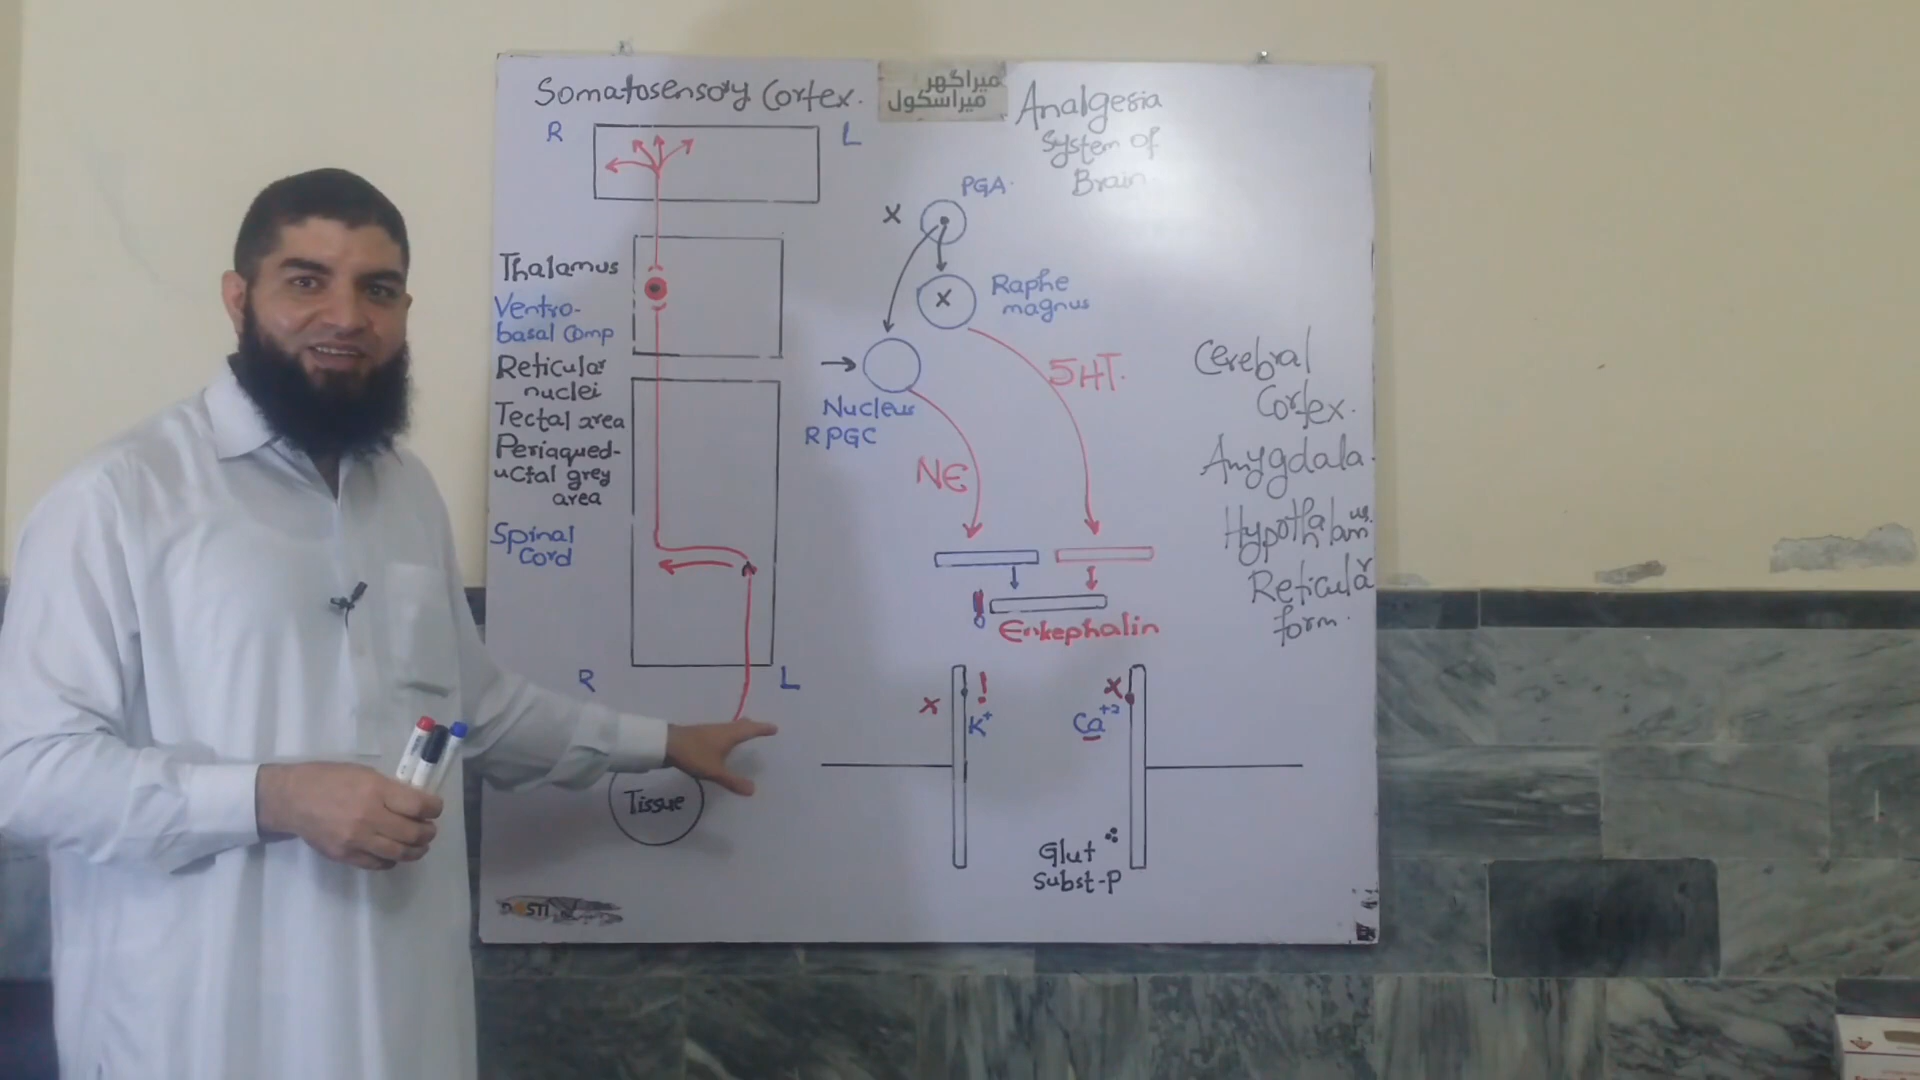 Somatosensory Cortex.
R
L
Thalamus
Ventro-
basal Comp
Reticular
nuclei
Tectal area
Periaqued-
uctal grey
area
Spinal
Cord
R
L
Tissue
میراگھر
میراسکول
Analgesia
System of
Brain
PGA.
X
X
Raphe
magnus
Nucleus
RPGC
5HT.
NE
Enkephalin
X
!
K+
X
Ca+2
Glut
Subst-P
Cerebral
Cortex.
Amygdala.
Hypothalamus.
Reticular
form.